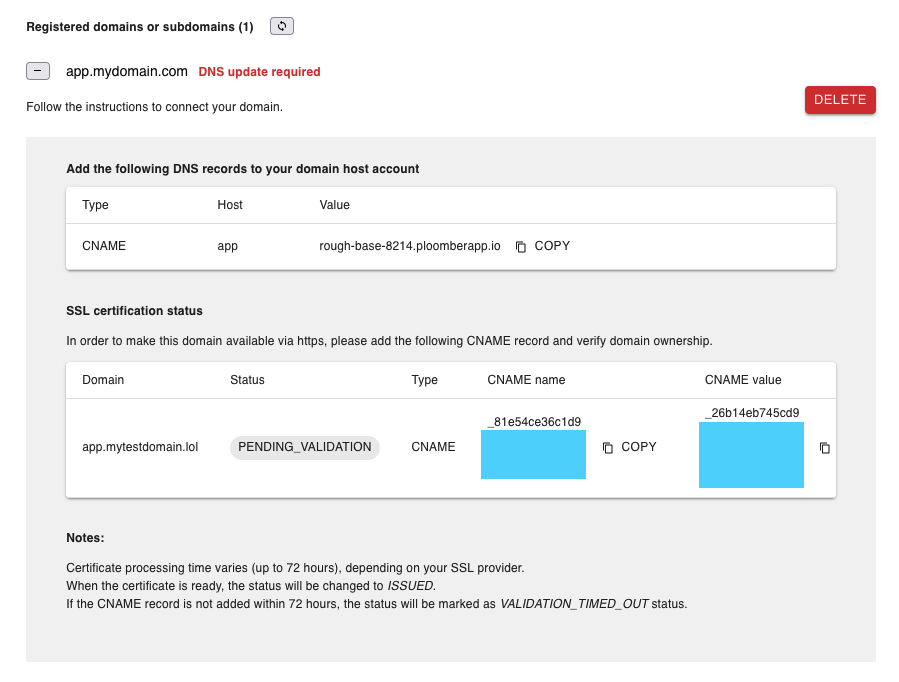 Registered domains or subdomains (1)
app.mydomain.com DNS update required
Follow the instructions to connect your domain.
DELETE
Add the following DNS records to your domain host account
Type Host Value
CNAME app rough-base-8214.ploomberapp.io COPY
SSL certification status
In order to make this domain available via https, please add the following CNAME record and verify domain ownership.
Domain Status Type CNAME name CNAME value
app.mytestdomain.lol PENDING_VALIDATION CNAME _81e54ce36c1d9 COPY _26b14eb745cd9
Notes:
Certificate processing time varies (up to 72 hours), depending on your SSL provider.
When the certificate is ready, the status will be changed to ISSUED.
If the CNAME record is not added within 72 hours, the status will be marked as VALIDATION_TIMED_OUT status.